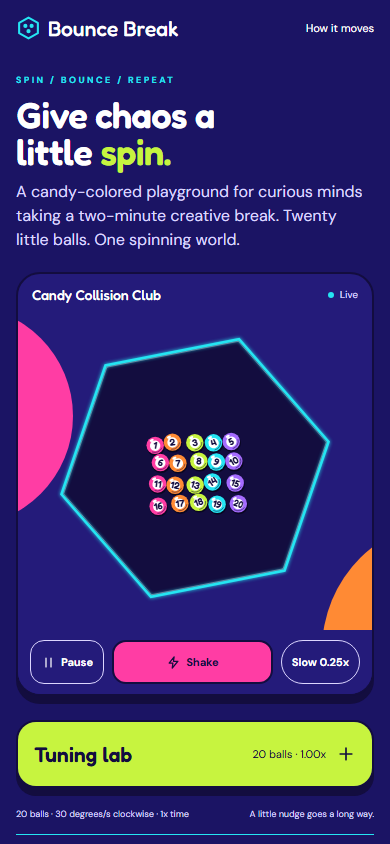 Bounce Break
How it moves
SPIN / BOUNCE / REPEAT
Give chaos a
little spin.
A candy-colored playground for curious minds
taking a two-minute creative break. Twenty
little balls. One spinning world.
Candy Collision Club
Live
1 2 3 4 5
6 7 8 9 10
11 12 13 14 15
16 17 18 19 20
Pause
Shake
Slow 0.25x
Tuning lab
20 balls · 1.00x
20 balls · 30 degrees/s clockwise · 1x time
A little nudge goes a long way.